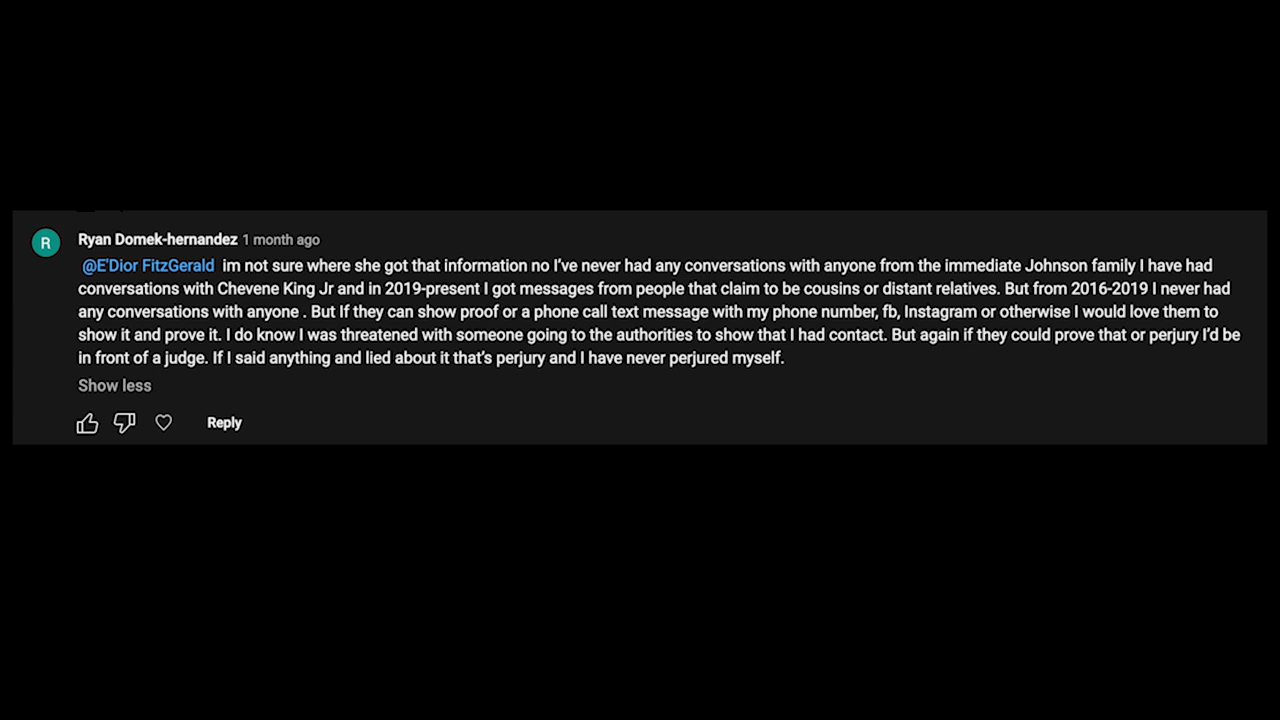 R
Ryan Domek-hernandez 1 month ago
@E'Dior FitzGerald im not sure where she got that information no I've never had any conversations with anyone from the immediate Johnson family I have had
conversations with Chevene King Jr and in 2019-present I got messages from people that claim to be cousins or distant relatives. But from 2016-2019 I never had
any conversations with anyone . But If they can show proof or a phone call text message with my phone number, fb, Instagram or otherwise I would love them to
show it and prove it. I do know I was threatened with someone going to the authorities to show that I had contact. But again if they could prove that or perjury I'd be
in front of a judge. If I said anything and lied about it that's perjury and I have never perjured myself.
Show less
Reply